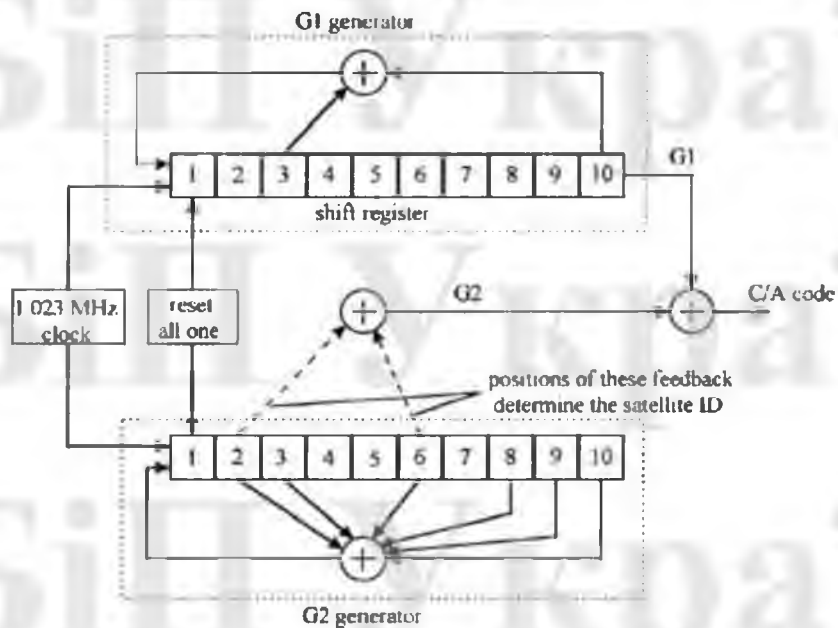 G1 generator
1 2 3 4 5 6 7 8 9 10
shift register
G1
1 023 MHz
clock
reset
all one
G2
C/A code
positions of these feedback
determine the satellite ID
1 2 3 4 5 6 7 8 9 10
G2 generator